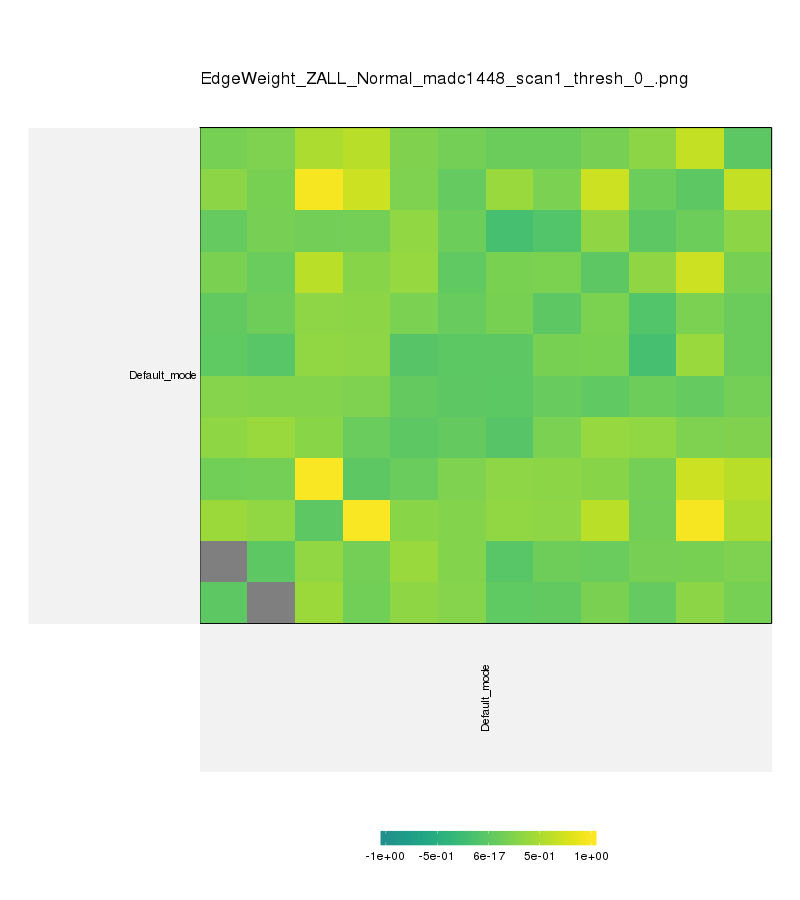 EdgeWeight_ZALL_Normal_madc1448_scan1_thresh_0_.png
Default_mode
Default_mode
-1e+00 -5e-01 6e-17 5e-01 1e+00